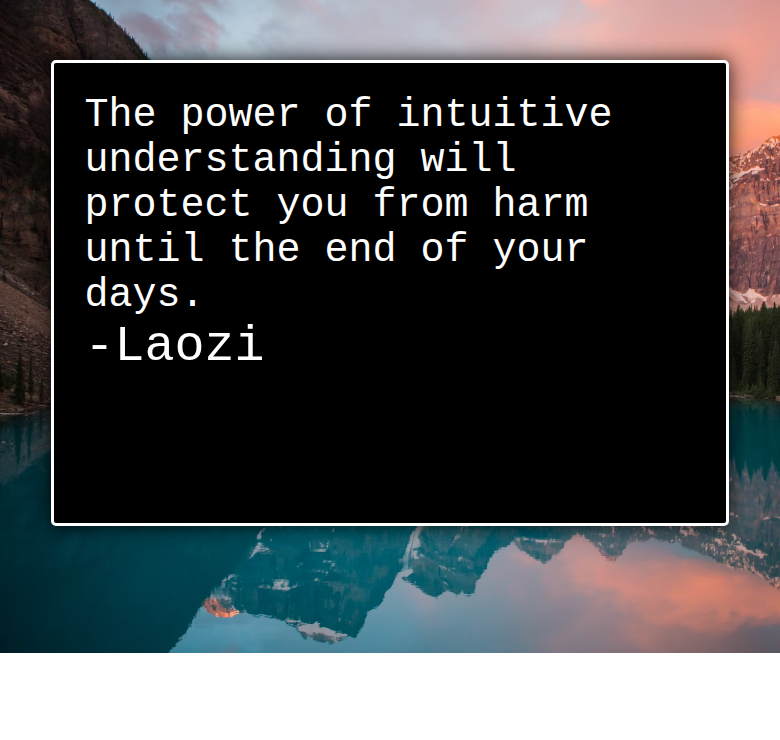 The power of intuitive
understanding will
protect you from harm
until the end of your
days.
-Laozi